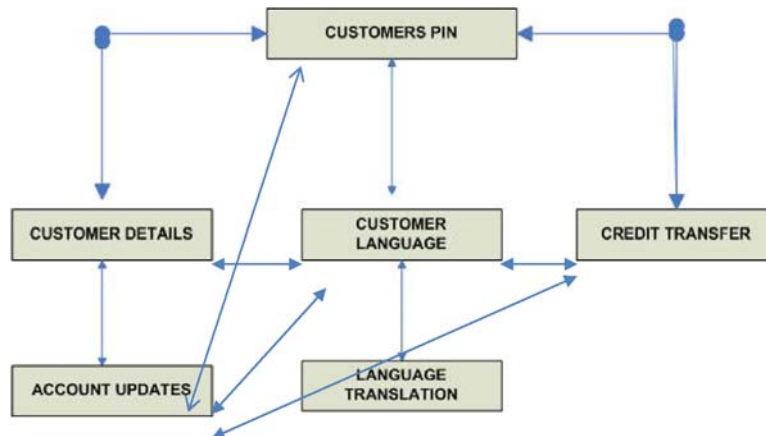 CUSTOMERS PIN
CUSTOMER DETAILS
CUSTOMER
LANGUAGE
CREDIT TRANSFER
ACCOUNT UPDATES
LANGUAGE
TRANSLATION